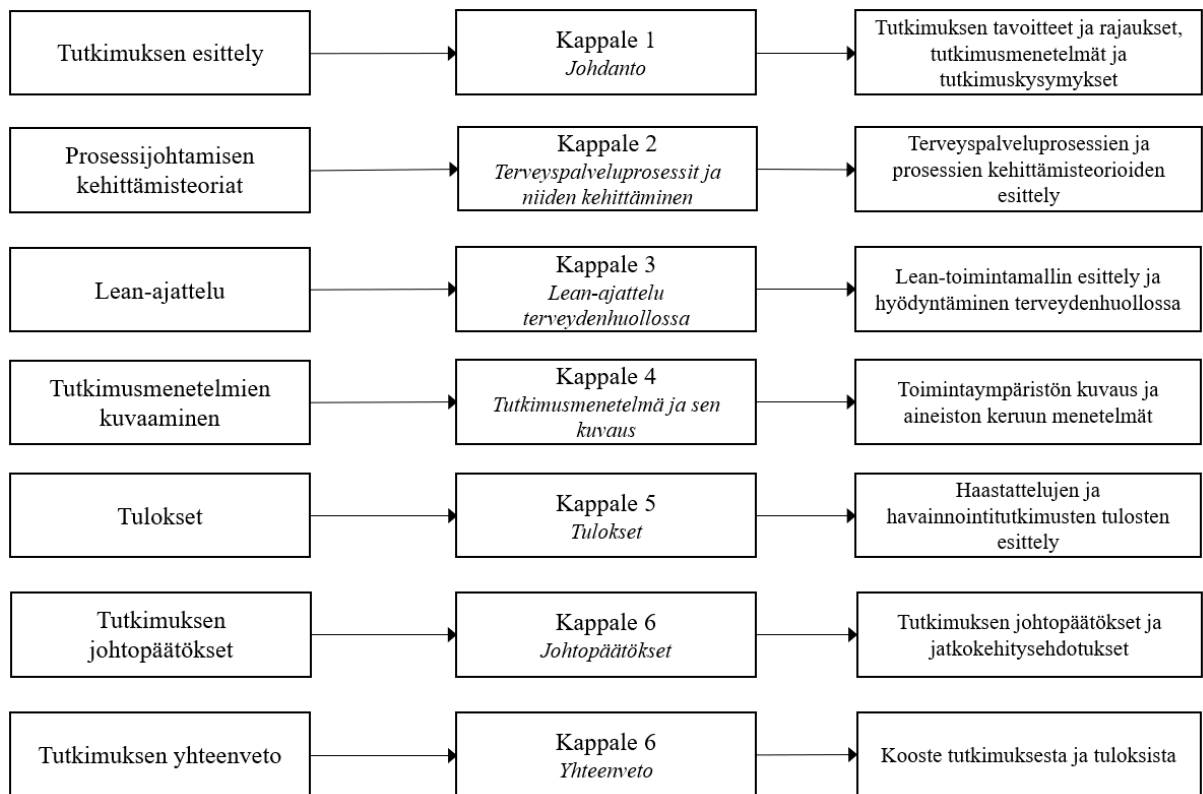 Tutkimuksen esittely
Kappale 1
Johdanto
Tutkimuksen tavoitteet ja rajaukset,
tutkimusmenetelmät ja
tutkimuskysymykset
Prosessijohtamisen
kehittämisteoriat
Kappale 2
Terveyspalveluprosessit ja
niiden kehittäminen
Terveyspalveluprosessien ja
prosessien kehittämisteorioiden
esittely
Lean-ajattelu
Kappale 3
Lean-ajattelu
terveydenhuollossa
Lean-toimintamallin esittely ja
hyödyntäminen terveydenhuollossa
Tutkimusmenetelmien
kuvaaminen
Kappale 4
Tutkimusmenetelmä ja sen
kuvaus
Toimintaympäristön kuvaus ja
aineiston keruun menetelmät
Tulokset
Kappale 5
Tulokset
Haastattelujen ja
havainnointitutkimusten tulosten
esittely
Tutkimuksen
johtopäätökset
Kappale 6
Johtopäätökset
Tutkimuksen johtopäätökset ja
jatkokehitysehdotukset
Tutkimuksen yhteenveto
Kappale 6
Yhteenveto
Kooste tutkimuksesta ja tuloksista